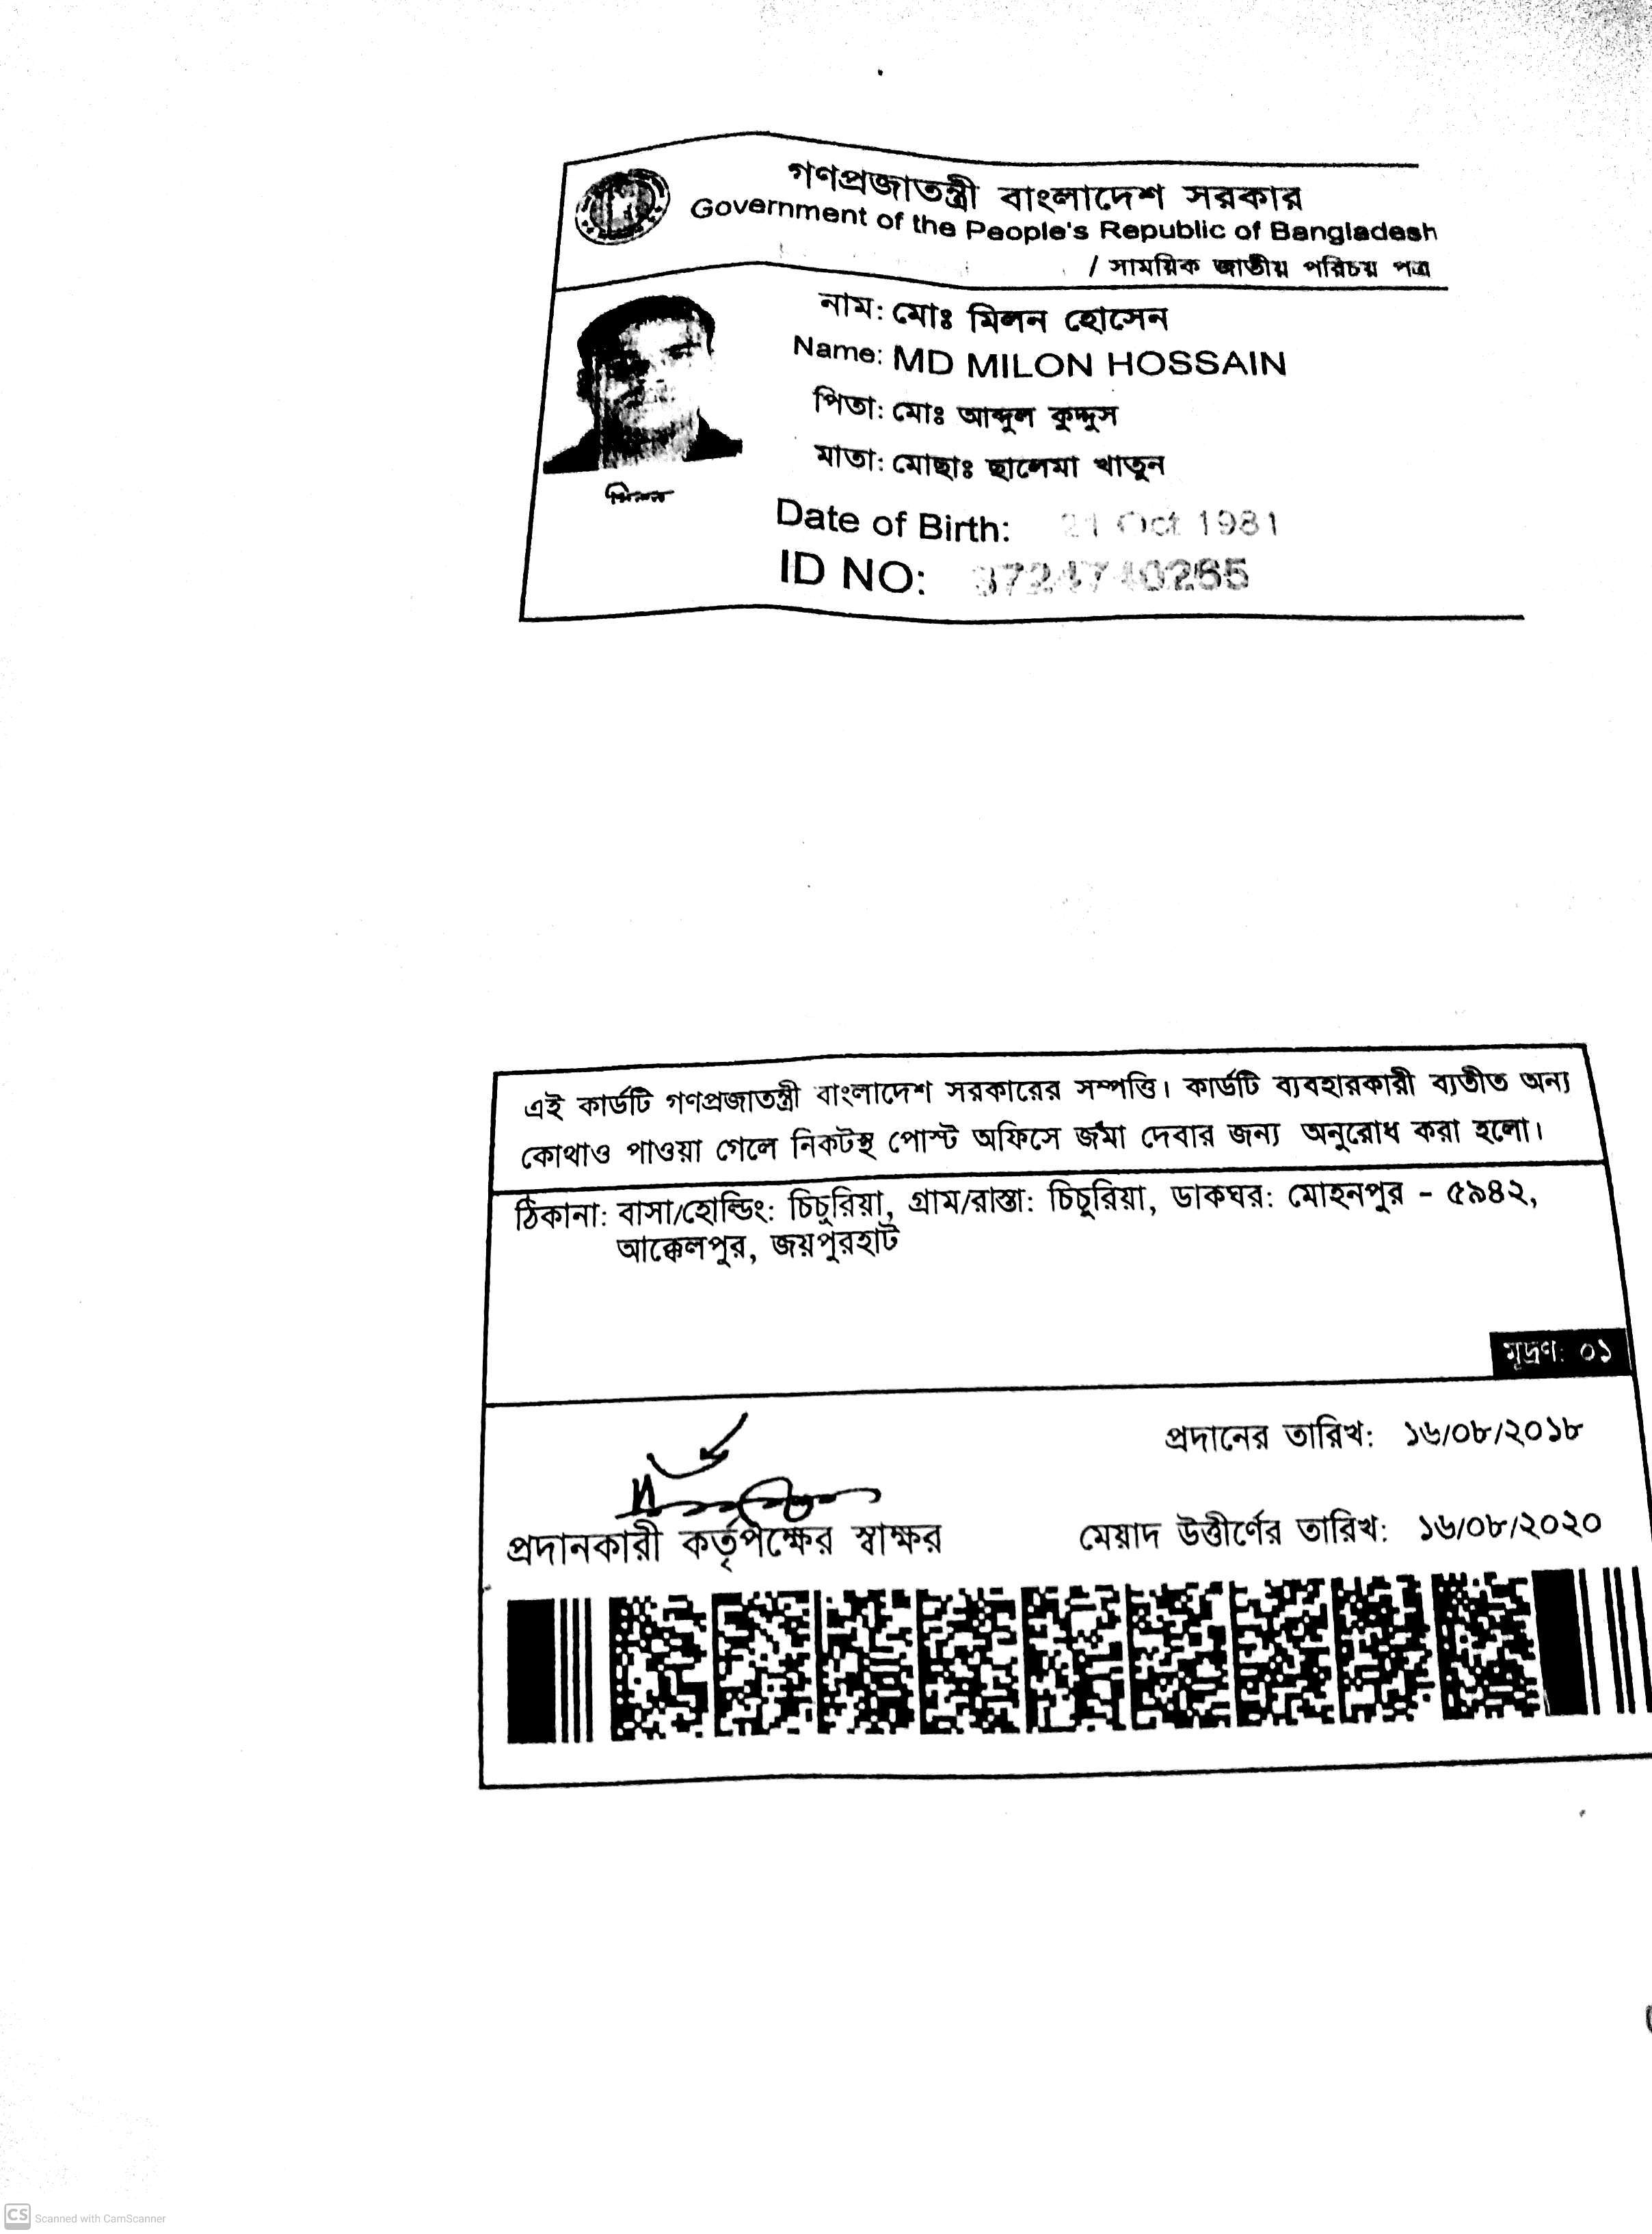 গণপ্রজাতন্ত্রী বাংলাদেশ সরকার
Government of the People's Republic of Bangladesh
/ সাময়িক জাতীয় পরিচয় পত্র
নাম: মোঃ মিলন হোসেন
Name: MD MILON HOSSAIN
পিতা: মোঃ আব্দুল কুদ্দুস
মাতা: মোছাঃ ছালেমা খাতুন
মিলন
Date of Birth: Oct 1981
ID NO:
এই কার্ডটি গণপ্রজাতন্ত্রী বাংলাদেশ সরকারের সম্পত্তি। কার্ডটি ব্যবহারকারী ব্যতীত অন্য
কোথাও পাওয়া গেলে নিকটস্থ পোস্ট অফিসে জমা দেবার জন্য অনুরোধ করা হলো।
ঠিকানা: বাসা/হোল্ডিং: চিচুরিয়া, গ্রাম/রাস্তা: চিচুরিয়া, ডাকঘর: মোহনপুর - ৫৯৪২,
আক্কেলপুর, জয়পুরহাট
মূদ্রণ: ০১
প্রদানের তারিখ: ১৬/০৮/২০১৮
প্রদানকারী কর্তৃপক্ষের স্বাক্ষর
মেয়াদ উত্তীর্ণের তারিখ: ১৬/০৮/২০২০
CS Scanned with CamScanner